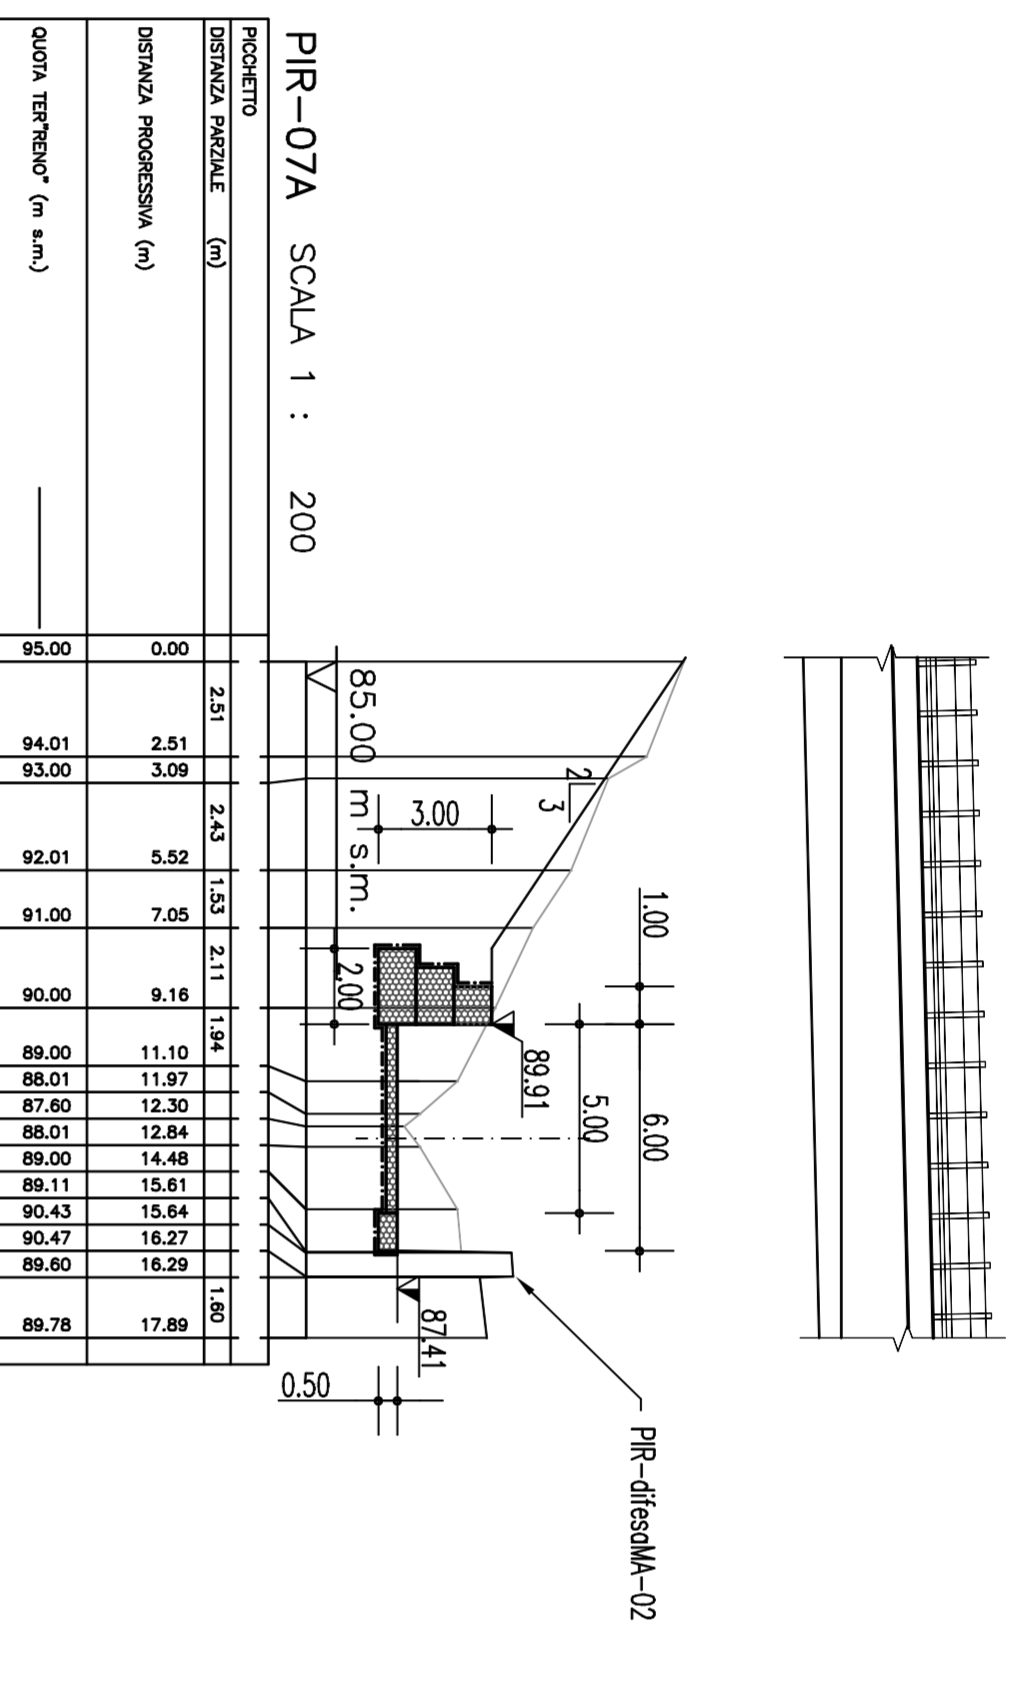 PIR-difesaMA-02
1.00
6.00
5.00
2
3
89.91
3.00
87.41
85.00 m s.m.
2.00
0.50
PIR-07A SCALA 1 : 200
PICCHETTO
DISTANZA PARZIALE (m) 2.51 2.43 1.53 2.11 1.94 1.60
DISTANZA PROGRESSIVA (m) 0.00 2.51 3.09 5.52 7.05 9.16 11.10 11.97 12.30 12.84 14.48 15.61 15.64 16.27 16.29 17.89
QUOTA TER"RENO" (m s.m.) 95.00 94.01 93.00 92.01 91.00 90.00 89.00 88.01 87.60 88.01 89.00 89.11 90.43 90.47 89.60 89.78